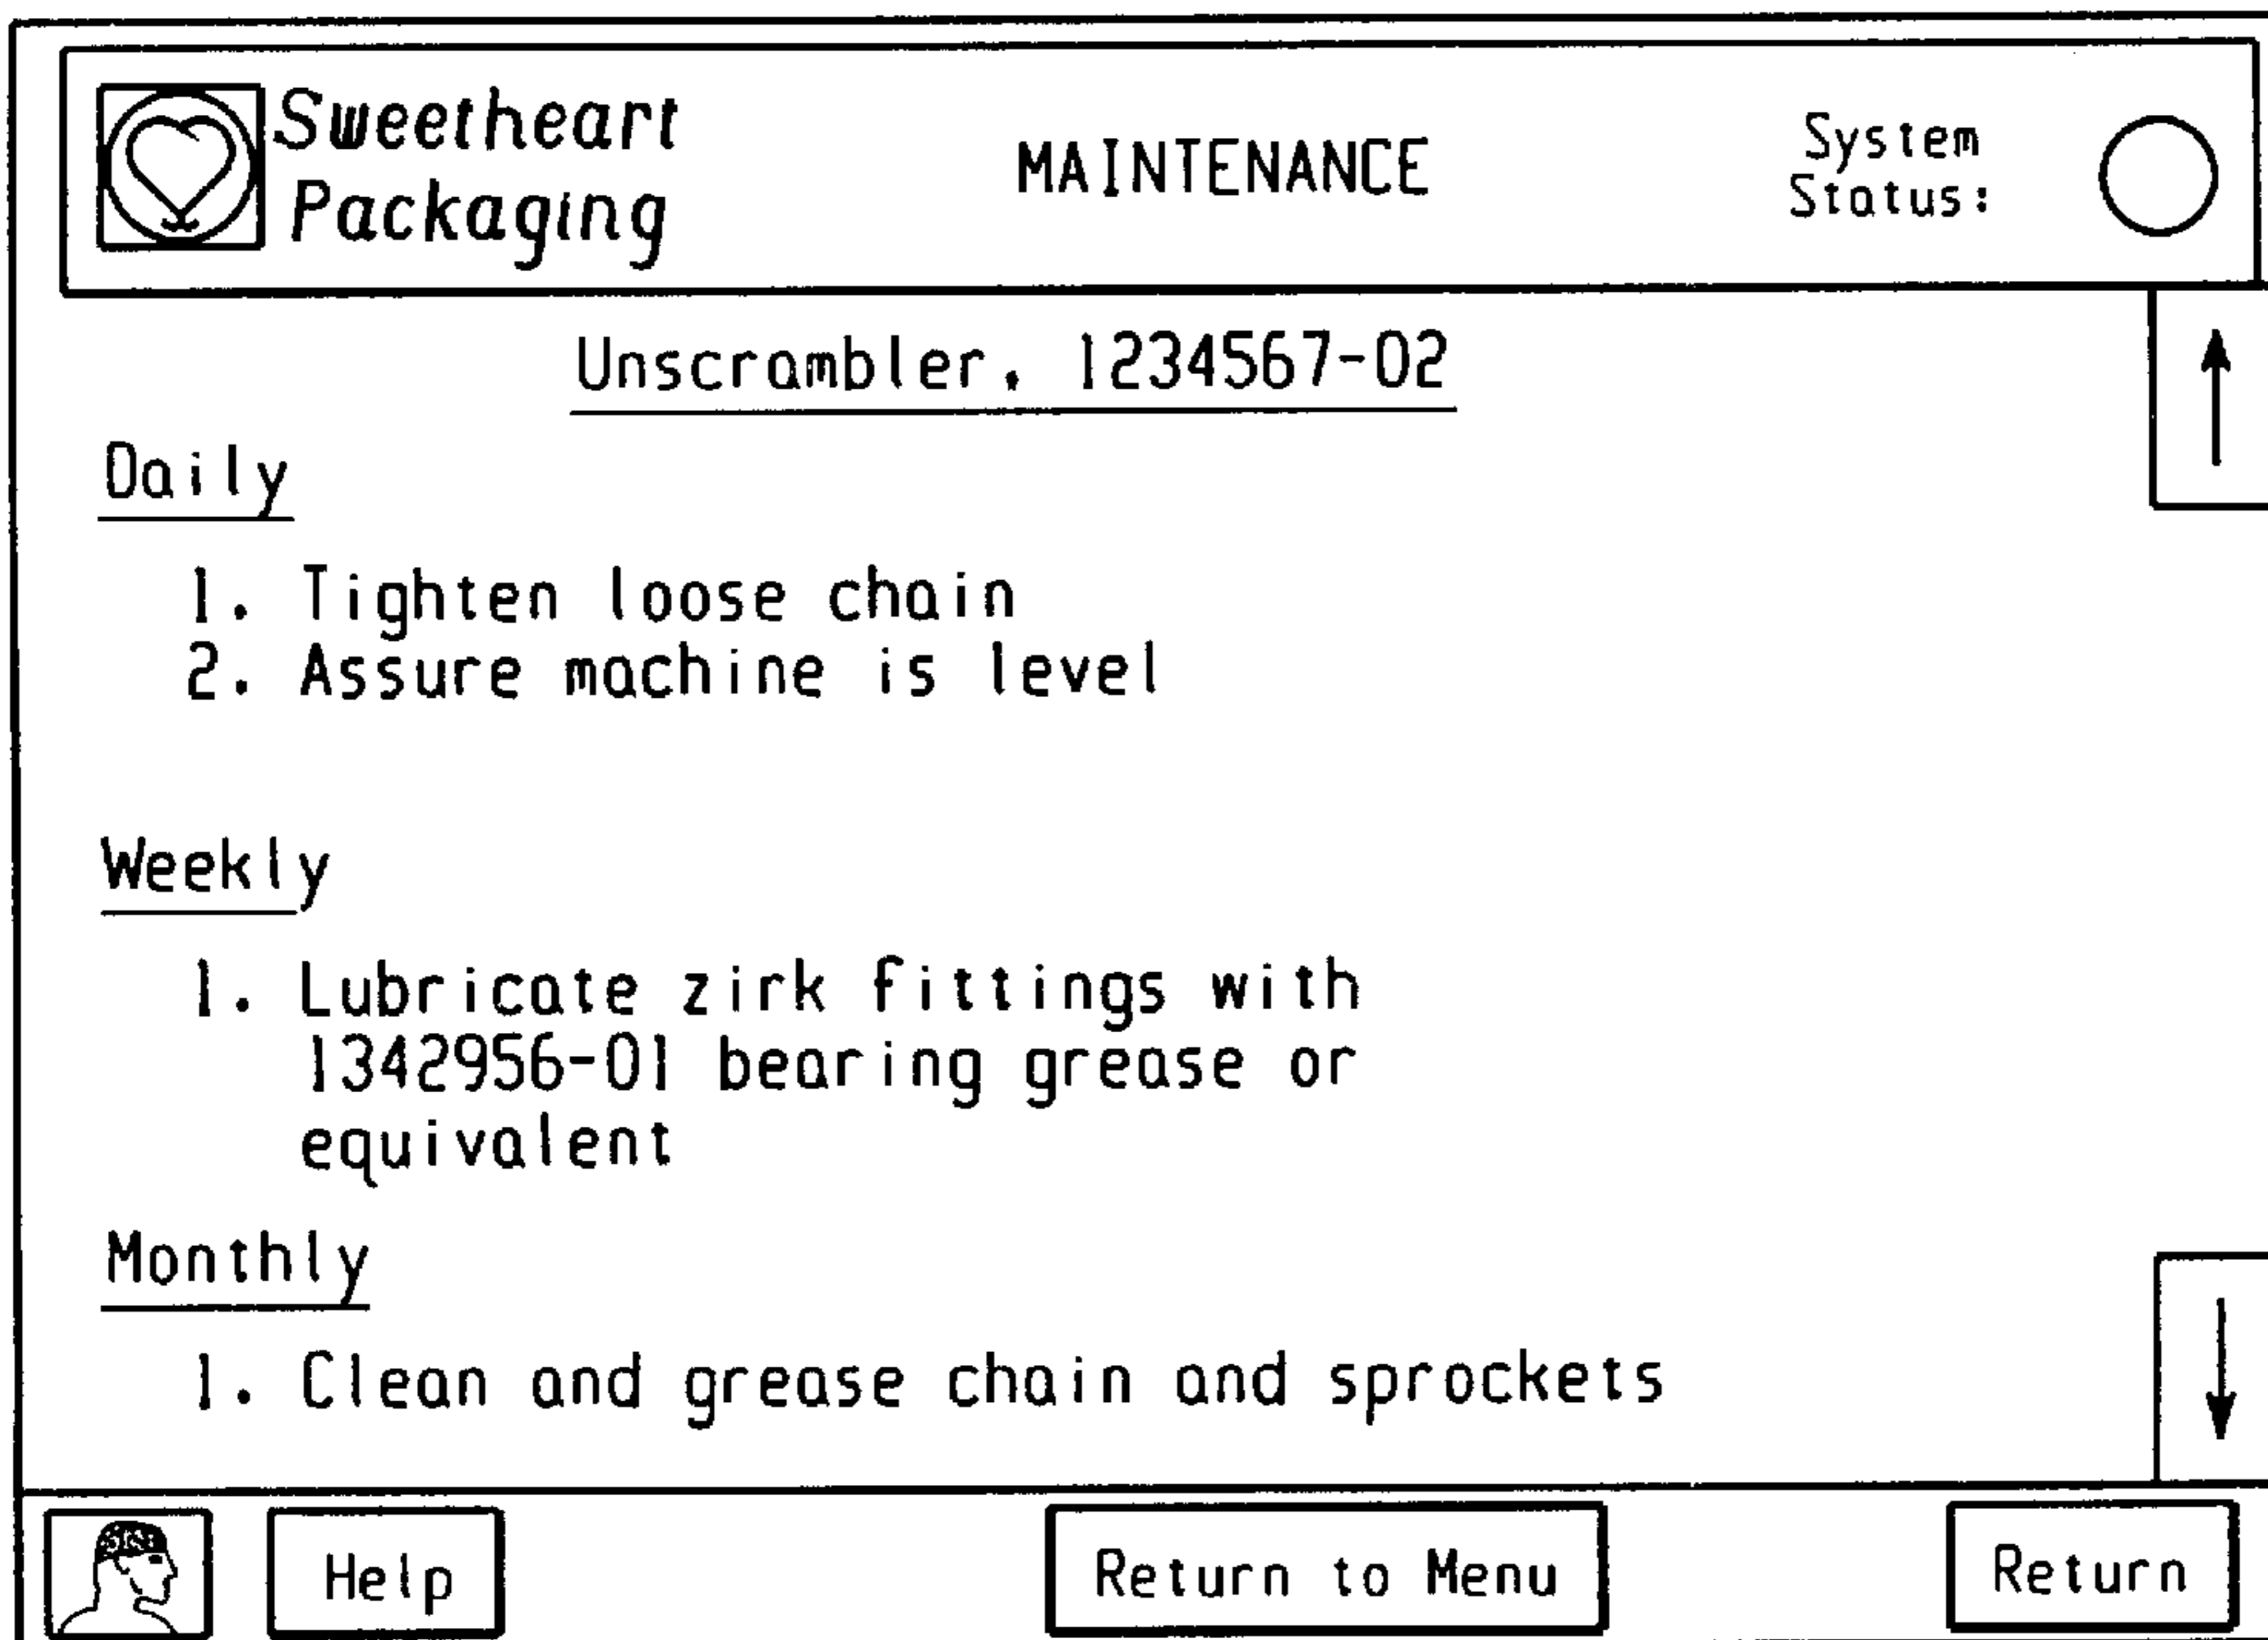 Sweetheart
Packaging
MAINTENANCE
System
Status:
Unscrambler, 1234567-02
Daily
1. Tighten loose chain
2. Assure machine is level
Weekly
1. Lubricate zirk fittings with
1342956-01 bearing grease or
equivalent
Monthly
1. Clean and grease chain and sprockets
Help
Return to Menu
Return